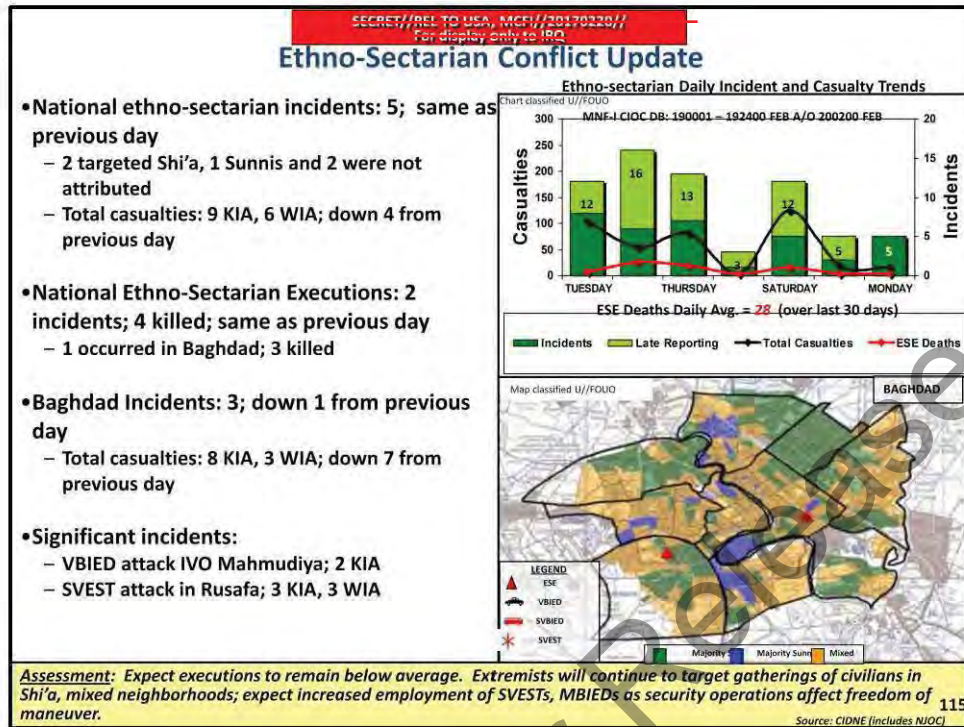 SECRET//REL TO USA, MCFI//20170220//
For display only to IRQ
Ethno-Sectarian Conflict Update
•National ethno-sectarian incidents: 5; same as
previous day
– 2 targeted Shi’a, 1 Sunnis and 2 were not
attributed
– Total casualties: 9 KIA, 6 WIA; down 4 from
previous day
•National Ethno-Sectarian Executions: 2
incidents; 4 killed; same as previous day
– 1 occurred in Baghdad; 3 killed
•Baghdad Incidents: 3; down 1 from previous
day
– Total casualties: 8 KIA, 3 WIA; down 7 from
previous day
•Significant incidents:
– VBIED attack IVO Mahmudiya; 2 KIA
– SVEST attack in Rusafa; 3 KIA, 3 WIA
Ethno-sectarian Daily Incident and Casualty Trends
Chart classified U//FOUO
MNF-I CIOC DB: 190001 – 192400 FEB A/O 200200 FEB
Casualties
300
250
200
150
100
50
0
12
16
13
3
12
5
5
20
15
10
5
0
Incidents
TUESDAY THURSDAY SATURDAY MONDAY
ESE Deaths Daily Avg. = 28 (over last 30 days)
Incidents Late Reporting Total Casualties ESE Deaths
Map classified U//FOUO
BAGHDAD
LEGEND
ESE
VBIED
SVBIED
SVEST
Majority S Majority Sunn Mixed
Release
Assessment: Expect executions to remain below average. Extremists will continue to target gatherings of civilians in
Shi’a, mixed neighborhoods; expect increased employment of SVESTs, MBIEDs as security operations affect freedom of
maneuver.
115
Source: CIDNE (includes NJOC)